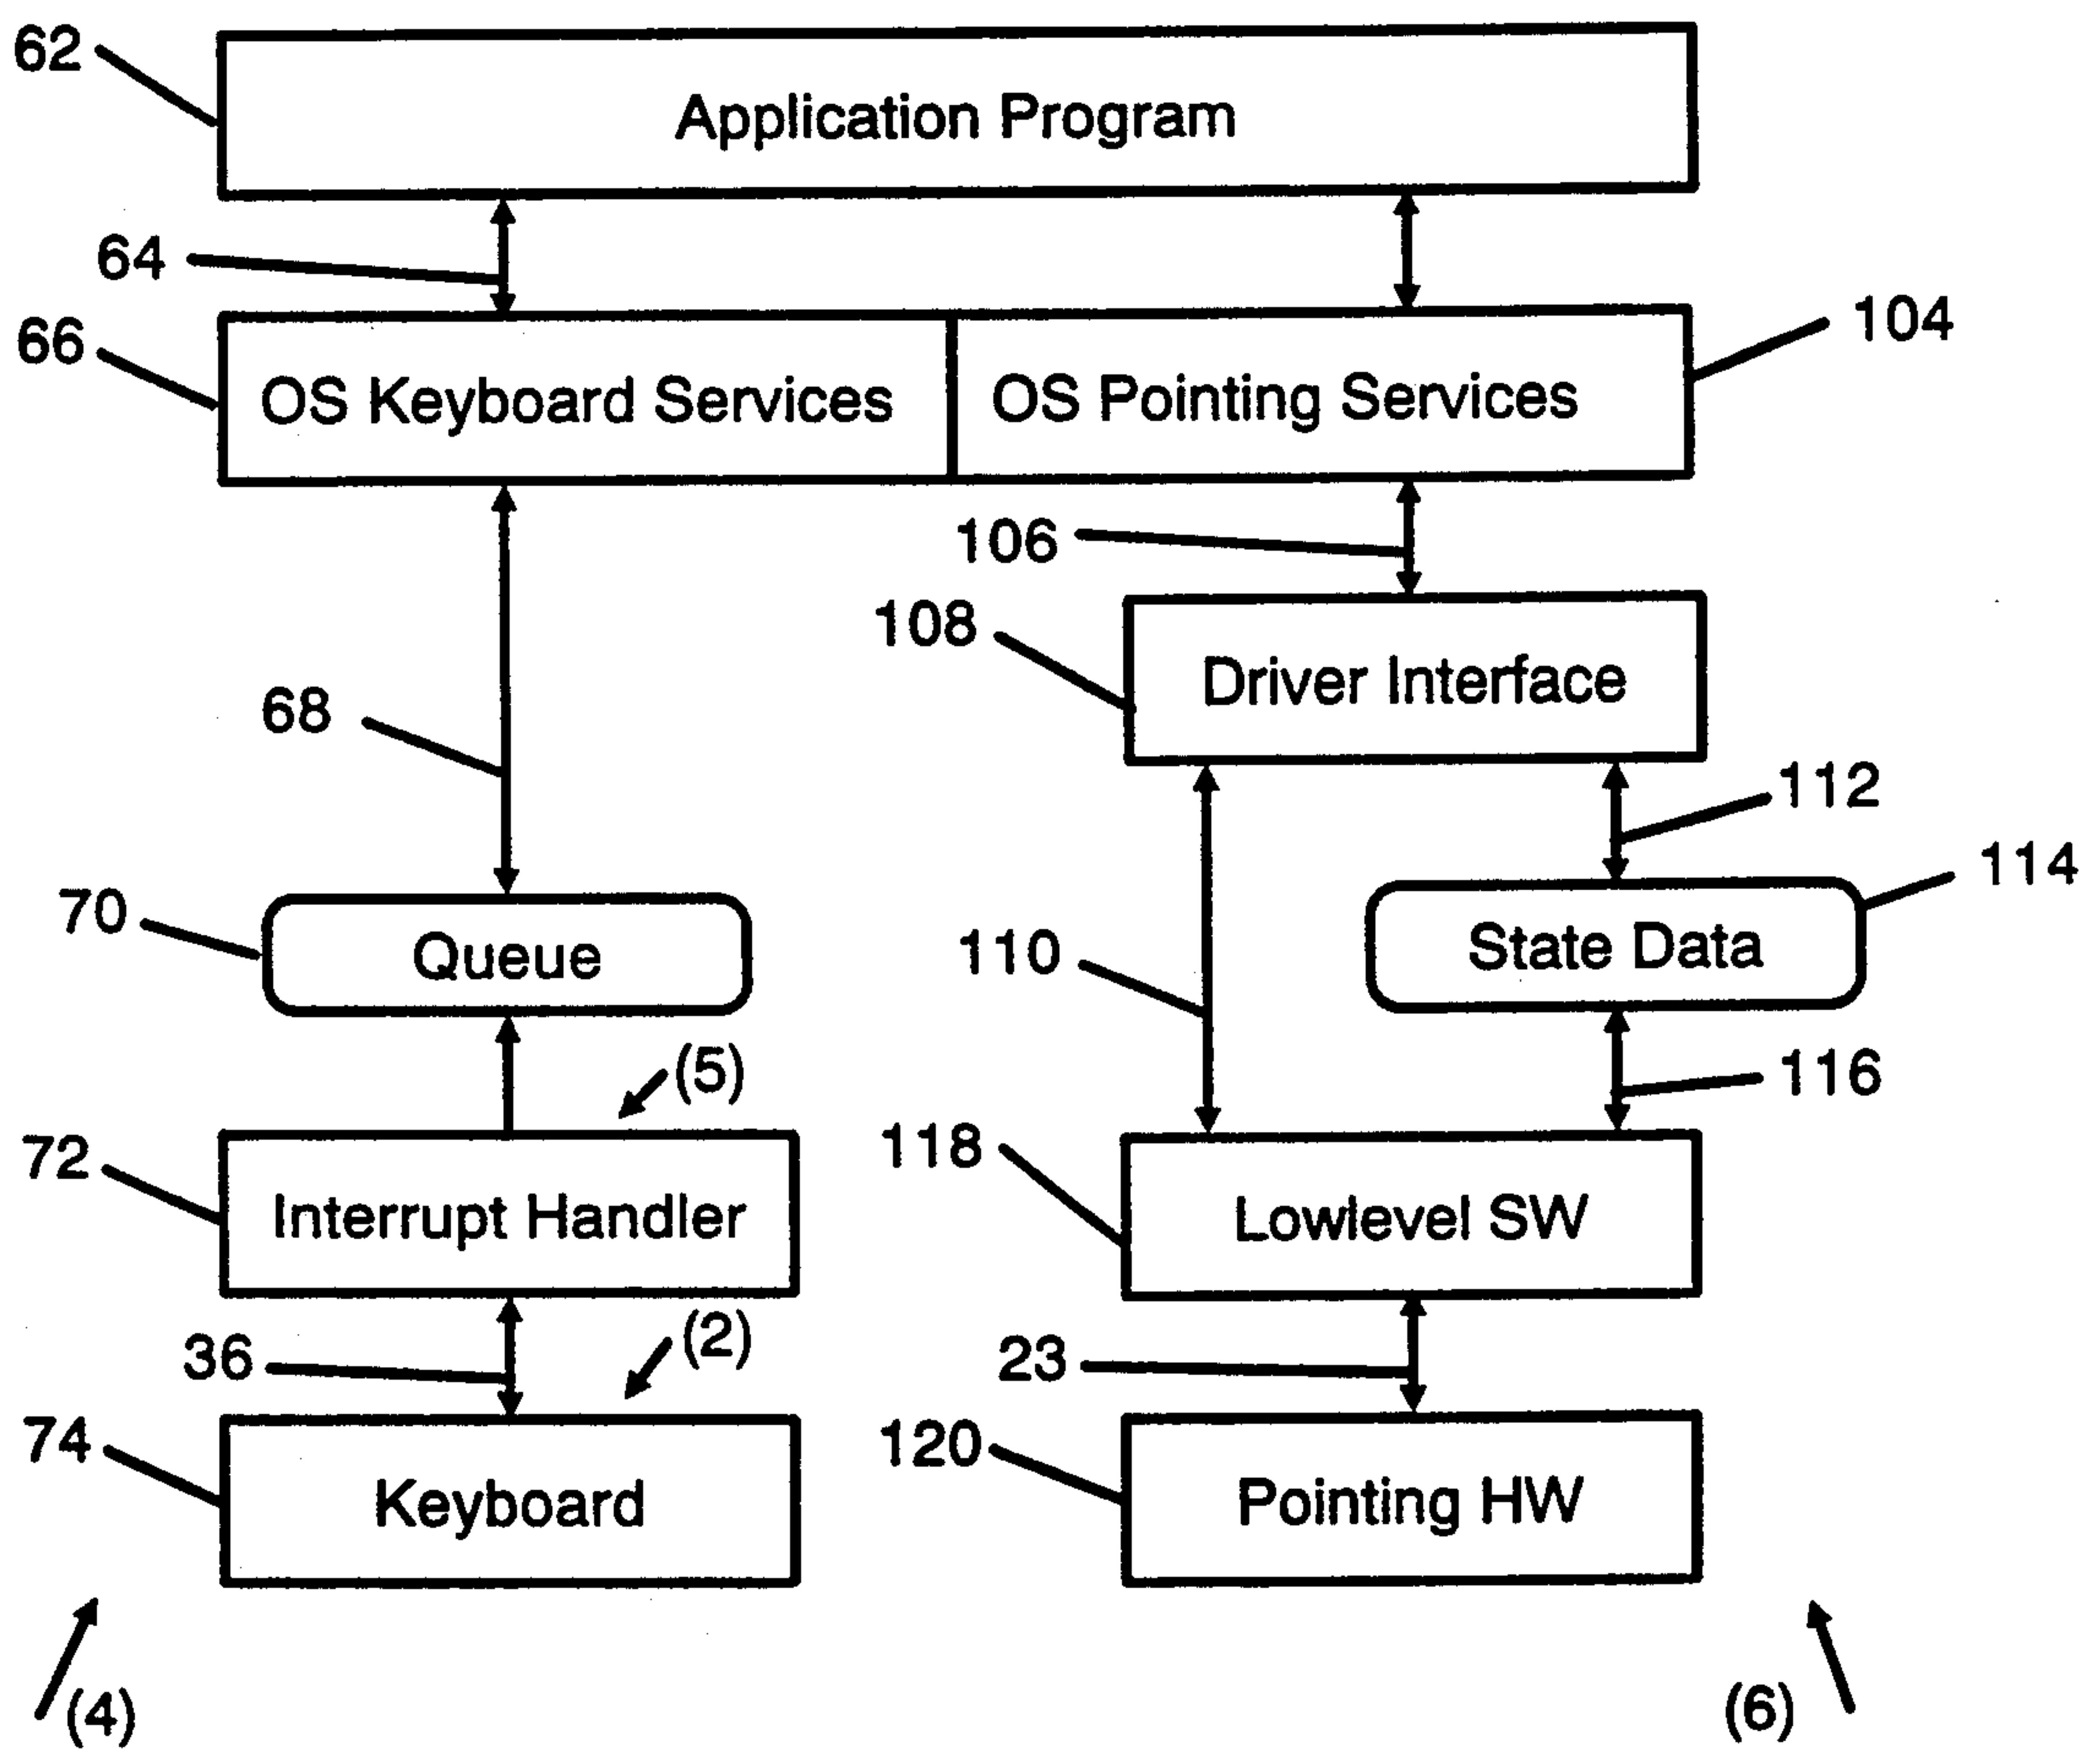 62
Application Program
64
66
OS Keyboard Services
OS Pointing Services
104
106
108
Driver Interface
68
112
114
70
Queue
110
State Data
(5)
116
72
Interrupt Handler
118
Lowlevel SW
36
(2)
23
74
Keyboard
120
Pointing HW
(4)
(6)